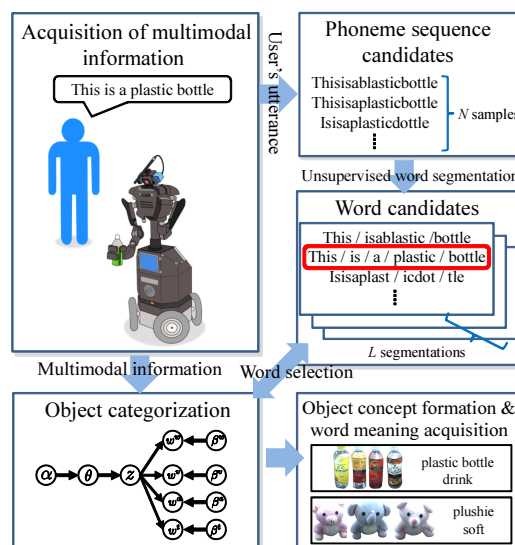 Acquisition of multimodal
information
This is a plastic bottle
User's utterance
Phoneme sequence
candidates
Thisisablasticbottle
Thisisaplasticbottle
Isisaplasticdottle
N samples
Unsupervised word segmentation
Word candidates
This / isablastic /bottle
This / is / a / plastic / bottle
Isisaplast / icdot / tle
L segmentations
Multimodal information
Word selection
Object categorization
α θ z
w^w β^w
w^v β^v
w^a β^a
w^t β^t
Object concept formation &
word meaning acquisition
plastic bottle
drink
plushie
soft